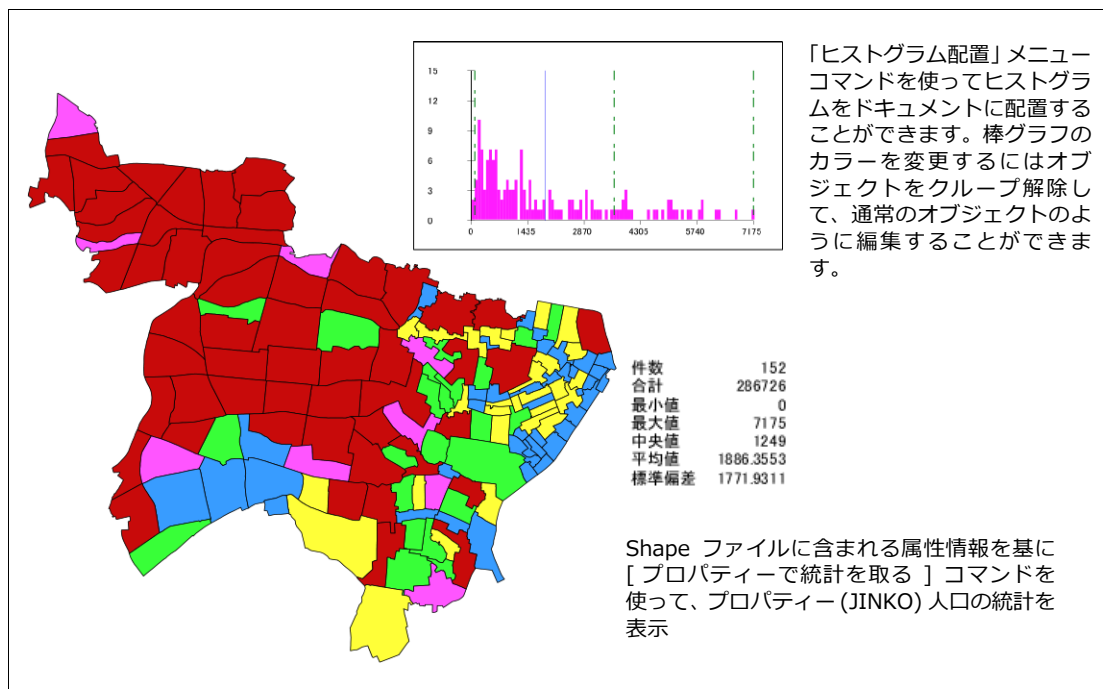 15
12
9
6
3
0
0 1435 2870 4305 5740 7175
「ヒストグラム配置」メニュー
コマンドを使ってヒストグラ
ムをドキュメントに配置する
ことができます。棒グラフの
カラーを変更するにはオブ
ジェクトをクループ解除し
て、通常のオブジェクトのよ
うに編集することができま
す。
件数 152
合計 286726
最小値 0
最大値 7175
中央値 1249
平均値 1886.3553
標準偏差 1771.9311
Shape ファイルに含まれる属性情報を基に
[ プロパティーで統計を取る ] コマンドを
使って、プロパティー (JINKO) 人口の統計を
表示